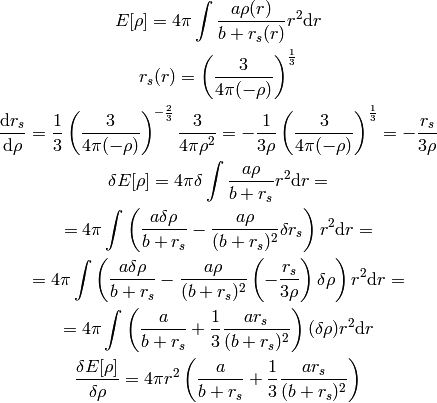 E[\rho] = 4\pi \int \frac{a\rho(r)}{b + r_s(r)} r^2 \mathrm{d}r
r_s(r) = \left( \frac{3}{4\pi(-\rho)} \right)^{\frac{1}{3}}
\frac{\mathrm{d}r_s}{\mathrm{d}\rho} = \frac{1}{3} \left( \frac{3}{4\pi(-\rho)} \right)^{-\frac{2}{3}} \frac{3}{4\pi\rho^2} = -\frac{1}{3\rho} \left( \frac{3}{4\pi(-\rho)} \right)^{\frac{1}{3}} = -\frac{r_s}{3\rho}
\delta E[\rho] = 4\pi\delta \int \frac{a\rho}{b + r_s} r^2 \mathrm{d}r =
= 4\pi \int \left( \frac{a\delta\rho}{b + r_s} - \frac{a\rho}{(b + r_s)^2} \delta r_s \right) r^2 \mathrm{d}r =
= 4\pi \int \left( \frac{a\delta\rho}{b + r_s} - \frac{a\rho}{(b + r_s)^2} \left( -\frac{r_s}{3\rho} \right) \delta\rho \right) r^2 \mathrm{d}r =
= 4\pi \int \left( \frac{a}{b + r_s} + \frac{1}{3} \frac{ar_s}{(b + r_s)^2} \right) (\delta\rho) r^2 \mathrm{d}r
\frac{\delta E[\rho]}{\delta\rho} = 4\pi r^2 \left( \frac{a}{b + r_s} + \frac{1}{3} \frac{ar_s}{(b + r_s)^2} \right)